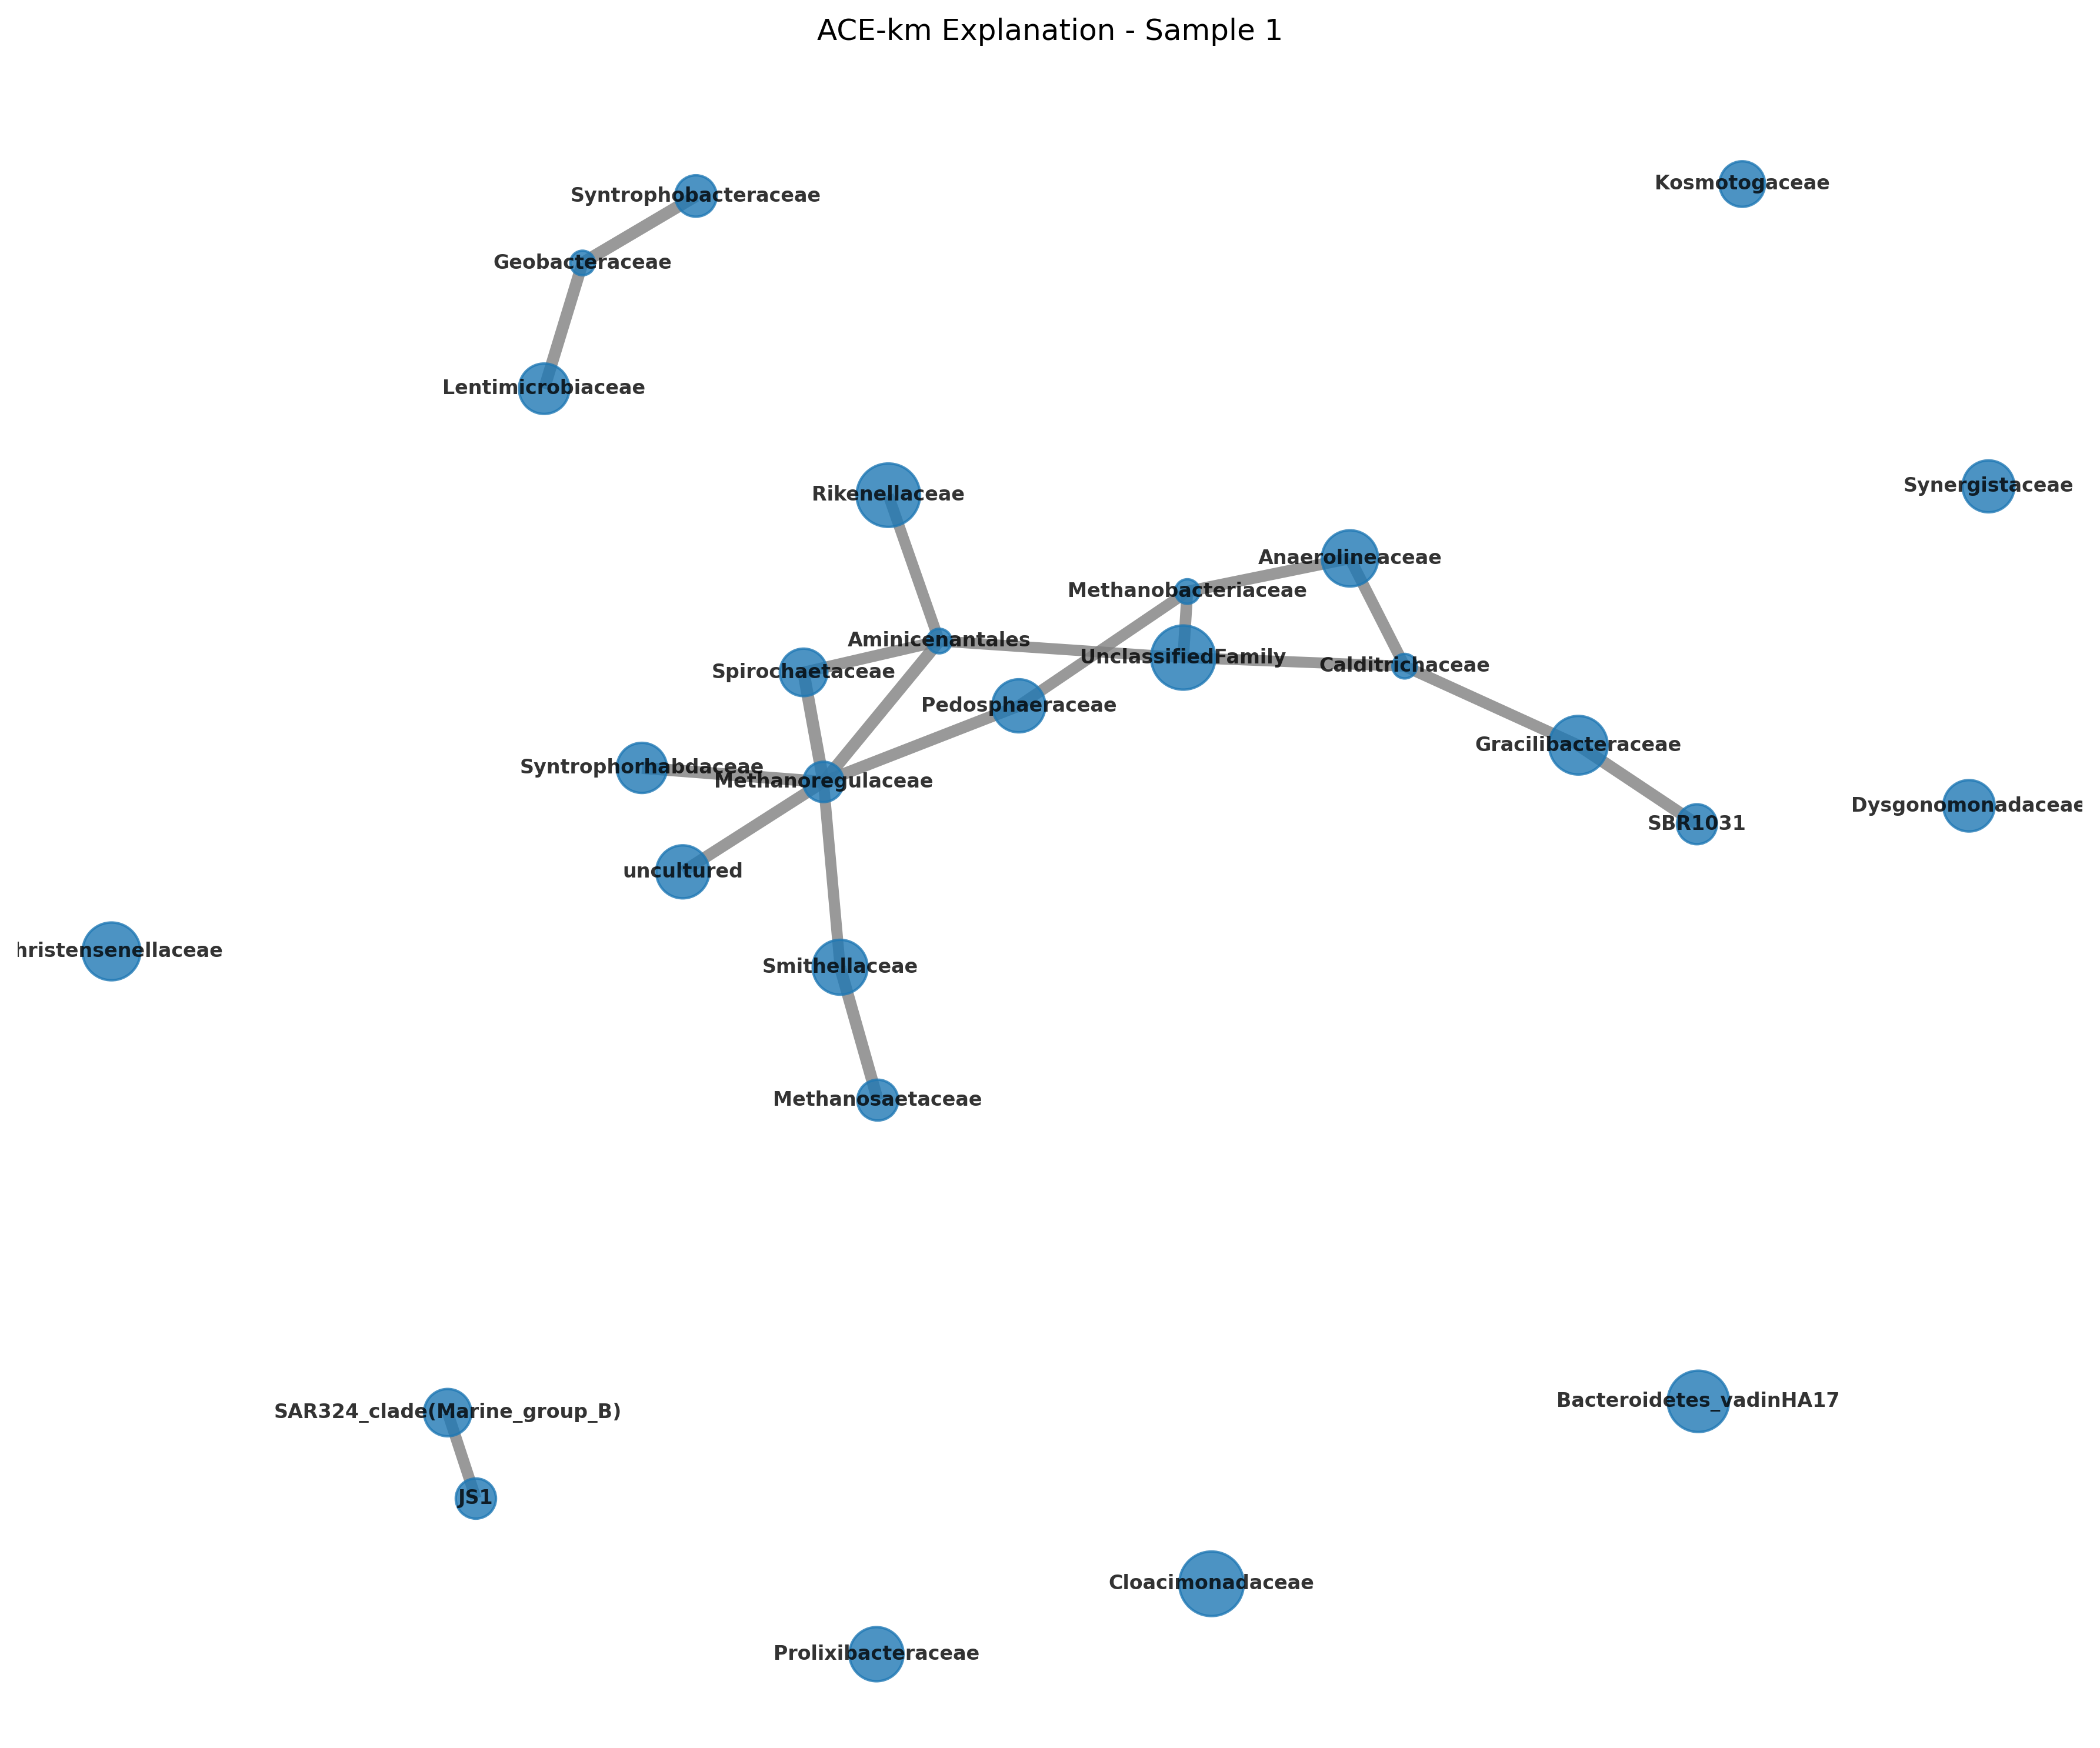 ACE-km Explanation - Sample 1
Kosmotogaceae
Syntrophobacteraceae
Geobacteraceae
Lentimicrobiaceae
Synergistaceae
Rikenellaceae
Anaerolineaceae
Methanobacteriaceae
Aminicenantales
UnclassifiedFamily
Calditrichaceae
Spirochaetaceae
Pedosphaeraceae
Gracilibacteraceae
Syntrophorhabdaceae
Methanoregulaceae
Dysgonomonadaceae
SBR1031
uncultured
hristensenellaceae
Smithellaceae
Methanosaetaceae
Bacteroidetes_vadinHA17
SAR324_clade(Marine_group_B)
JS1
Cloacimonadaceae
Prolixibacteraceae